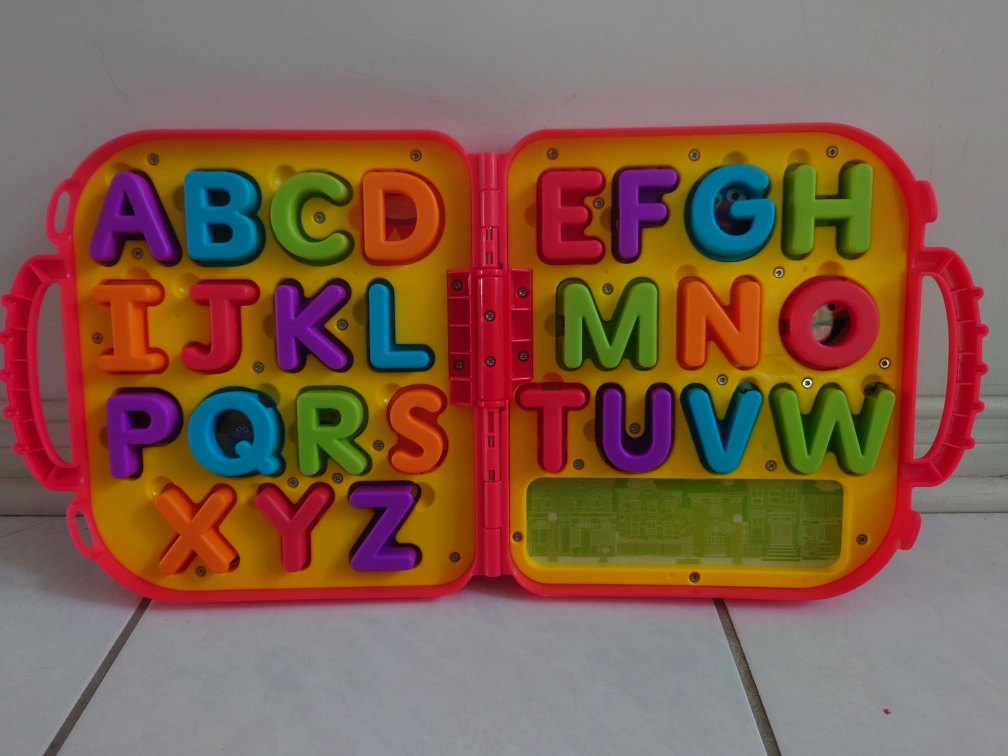 ABCD EFGH
IJKL MNO
PQRS TUVW
XYZ